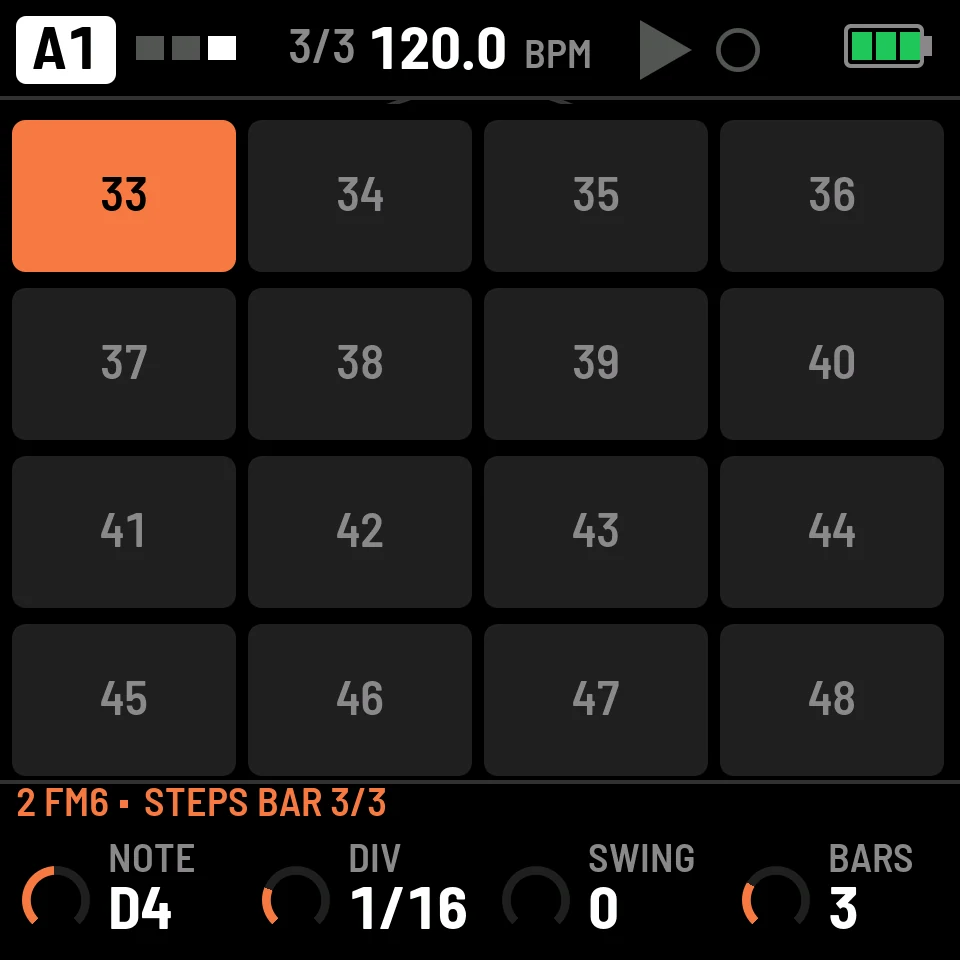 A1 3/3 120.0 BPM
33 34 35 36
37 38 39 40
41 42 43 44
45 46 47 48
2 FM6 ▪ STEPS BAR 3/3
NOTE DIV SWING BARS
D4 1/16 0 3